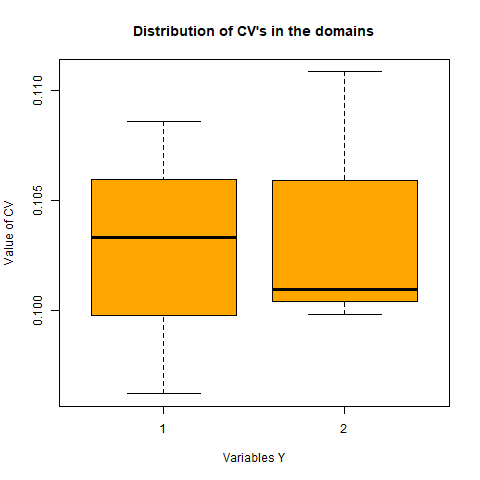 Distribution of CV's in the domains
Value of CV
0.110
0.105
0.100
1 2
Variables Y